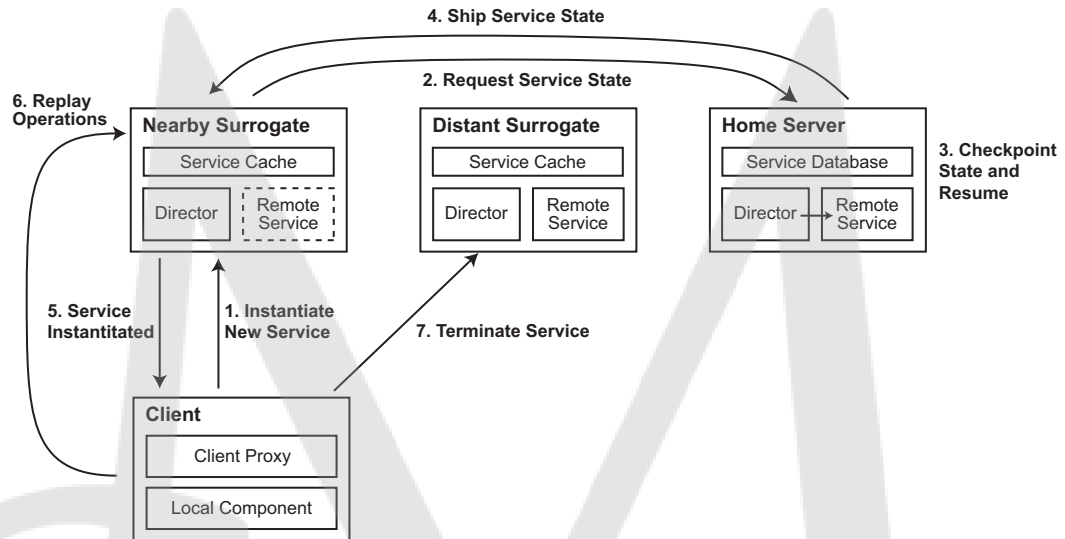 4. Ship Service State
2. Request Service State
6. Replay
Operations
Nearby Surrogate
Service Cache
Director
Remote
Service
Distant Surrogate
Service Cache
Director
Remote
Service
Home Server
Service Database
Director
Remote
Service
3. Checkpoint
State and
Resume
5. Service
Instantitated
1. Instantiate
New Service
7. Terminate Service
Client
Client Proxy
Local Component